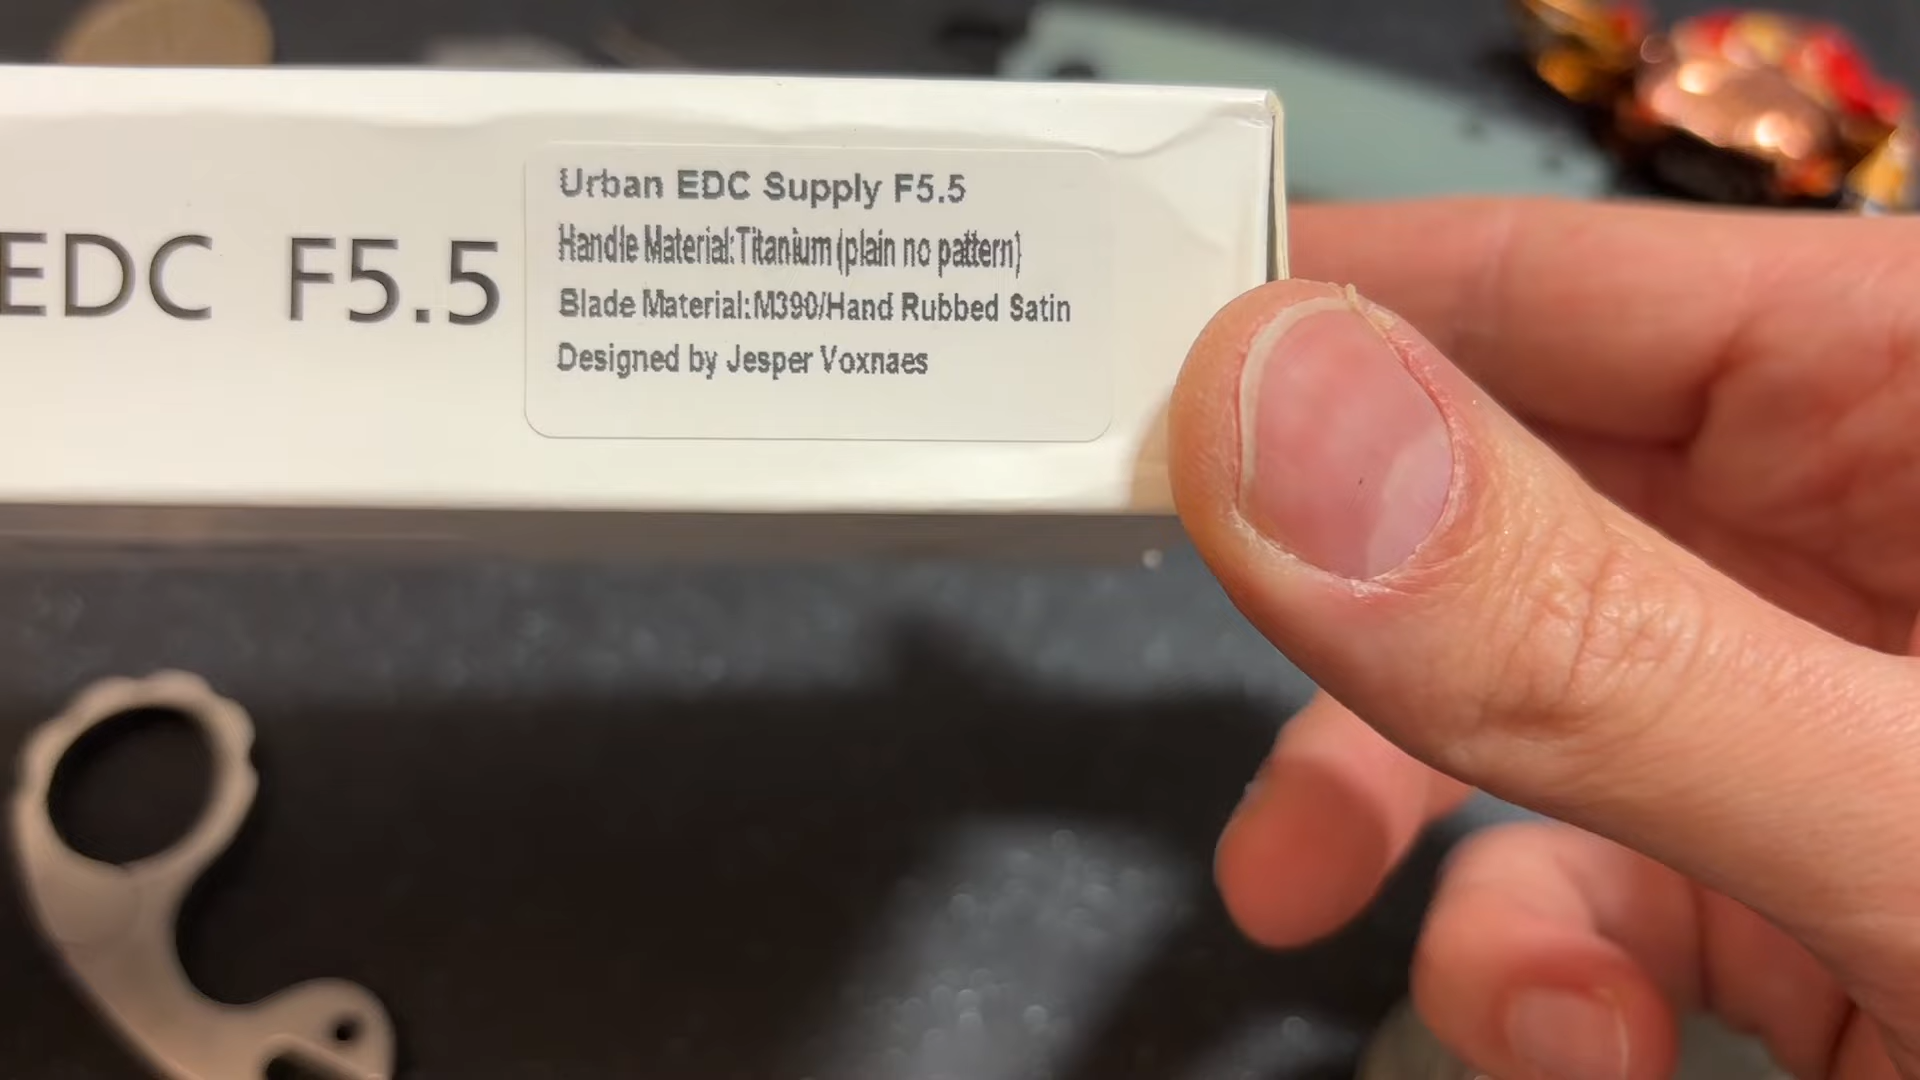 EDC F5.5
Urban EDC Supply F5.5
Handle Material:Titanium (plain no pattern)
Blade Material:M390/Hand Rubbed Satin
Designed by Jesper Voxnaes